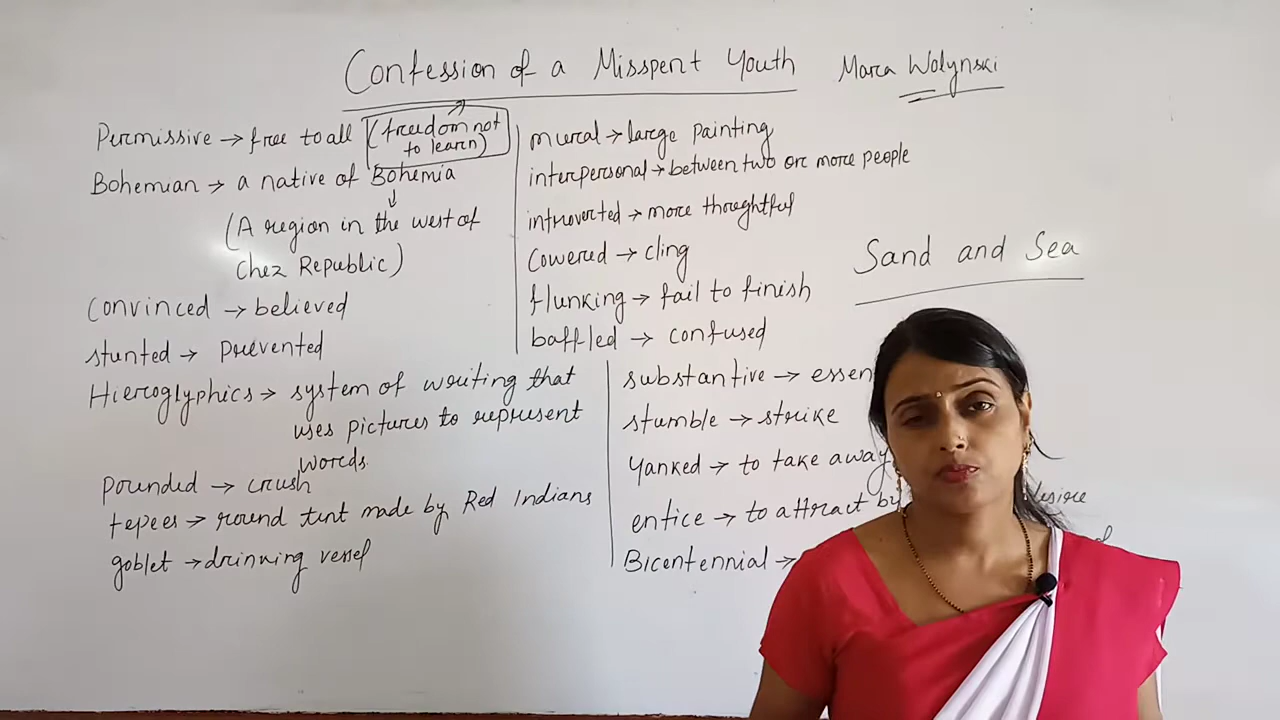 Confession of a Misspent Youth
Mara Wolynski
Permissive → free to all (freedom not
to learn)
Bohemian → a native of Bohemia
(A region in the west of
Chez Republic)
Convinced → believed
stunted → prevented
Hieroglyphics → system of writing that
uses pictures to represent
words.
Pounded → crush
tepees → round tent made by Red Indians
goblet → drinking vessel
mural → large painting
interpersonal → between two or more people
introverted → more thoughtful
Cowered → cling
flunking → fail to finish
baffled → confused
Sand and Sea
substantive →
stumble → strike
Yanked → to take away
entice → to attract by desire
Bicentennial →